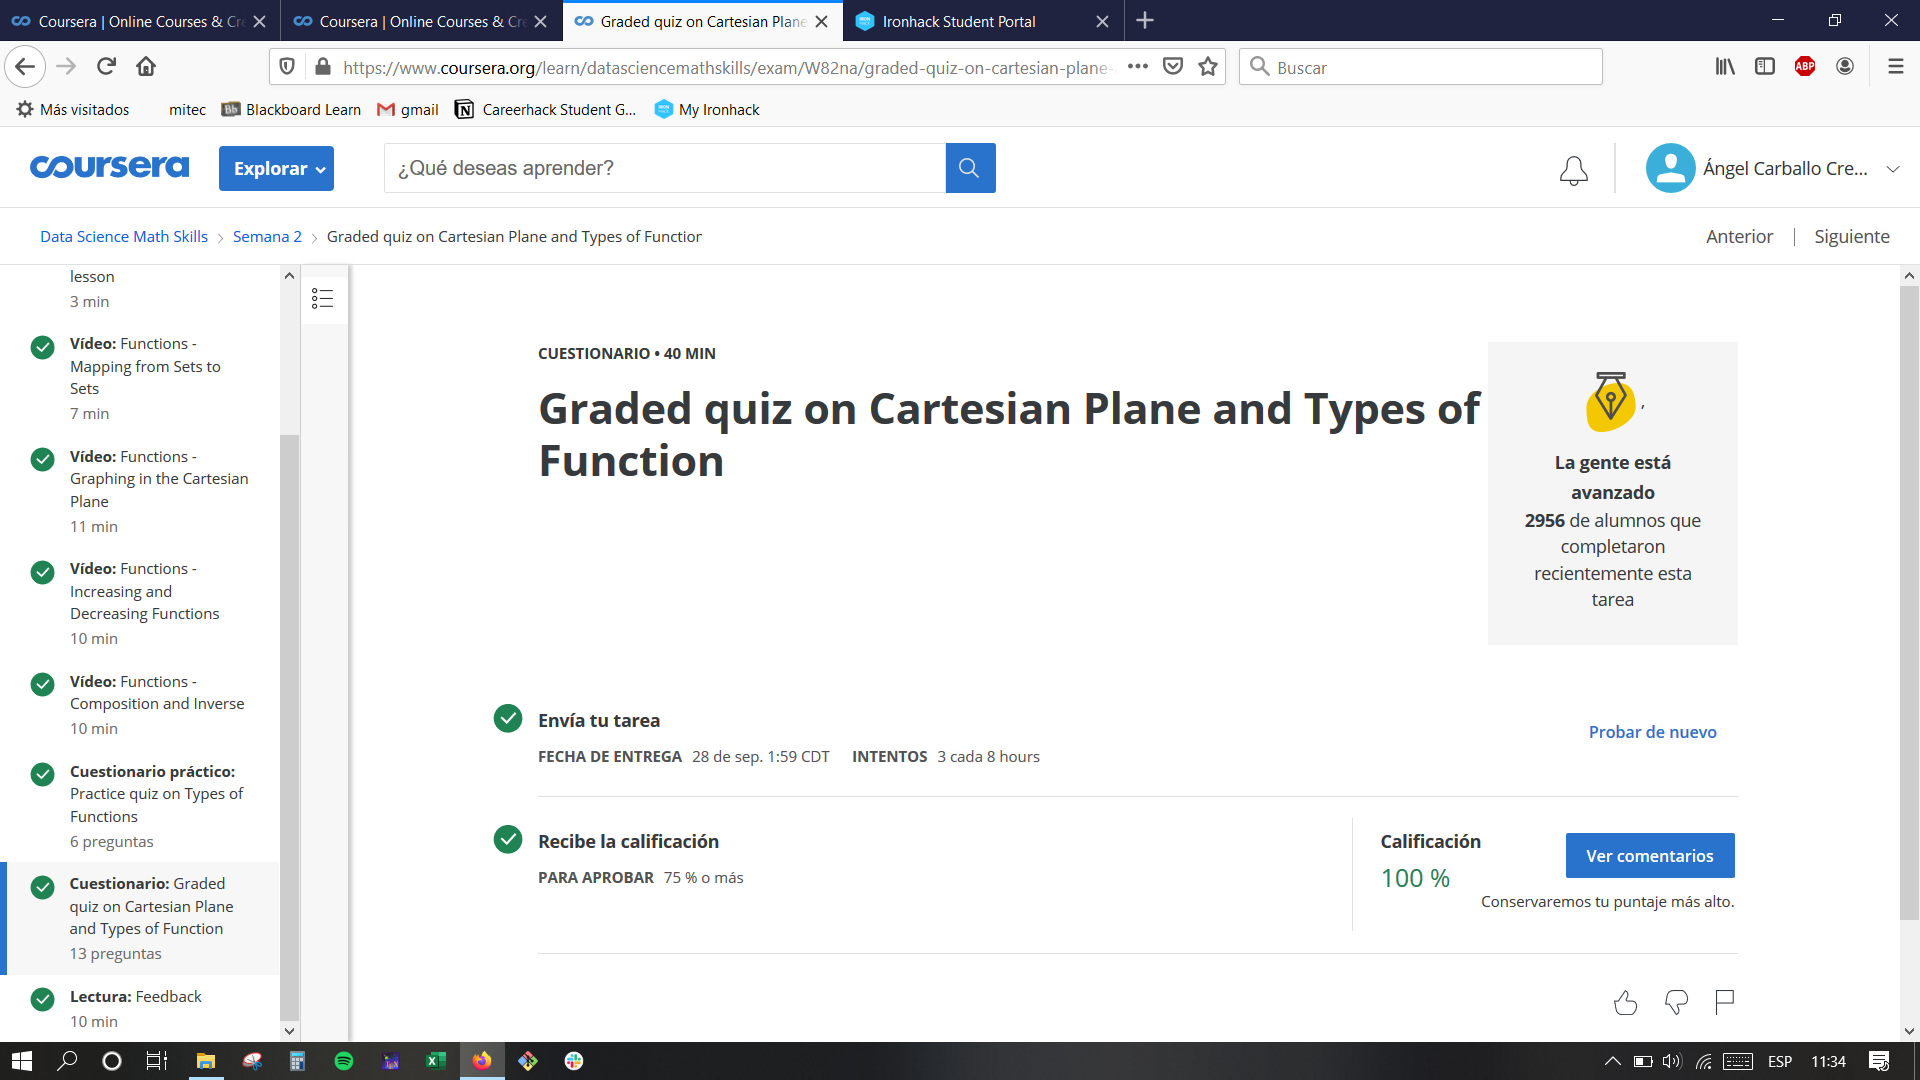 Coursera | Online Courses & Cre
Coursera | Online Courses & Cre
Graded quiz on Cartesian Plane
Ironhack Student Portal
https://www.coursera.org/learn/datasciencemathskills/exam/W82na/graded-quiz-on-cartesian-plane-
Buscar
ABP
Más visitados
mitec
Bb Blackboard Learn
gmail
Careerhack Student G...
My Ironhack
coursera
Explorar
¿Qué deseas aprender?
Ángel Carballo Cre...
Data Science Math Skills
Semana 2
Graded quiz on Cartesian Plane and Types of Function
Anterior | Siguiente
lesson
3 min
Vídeo: Functions -
Mapping from Sets to
Sets
7 min
Vídeo: Functions -
Graphing in the Cartesian
Plane
11 min
Vídeo: Functions -
Increasing and
Decreasing Functions
10 min
Vídeo: Functions -
Composition and Inverse
10 min
Cuestionario práctico:
Practice quiz on Types of
Functions
6 preguntas
Cuestionario: Graded
quiz on Cartesian Plane
and Types of Function
13 preguntas
Lectura: Feedback
10 min
CUESTIONARIO • 40 MIN
Graded quiz on Cartesian Plane and Types of
Function
,
La gente está
avanzado
2956 de alumnos que
completaron
recientemente esta
tarea
Envía tu tarea
FECHA DE ENTREGA 28 de sep. 1:59 CDT INTENTOS 3 cada 8 hours
Probar de nuevo
Recibe la calificación
PARA APROBAR 75 % o más
Calificación
100 %
Ver comentarios
Conservaremos tu puntaje más alto.
ESP
11:34